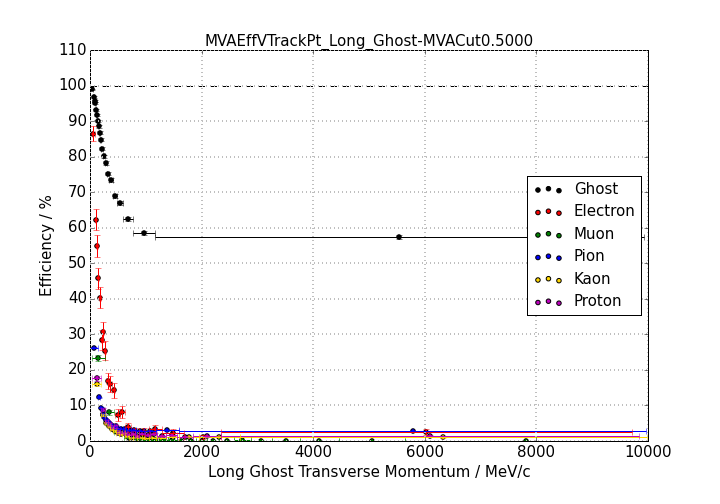 MVAEffVTrackPt_Long_Ghost-MVACut0.5000
110
100
90
80
70
60
50
40
30
20
10
0
Efficiency / %
Ghost
Electron
Muon
Pion
Kaon
Proton
0 2000 4000 6000 8000 10000
Long Ghost Transverse Momentum / MeV/c